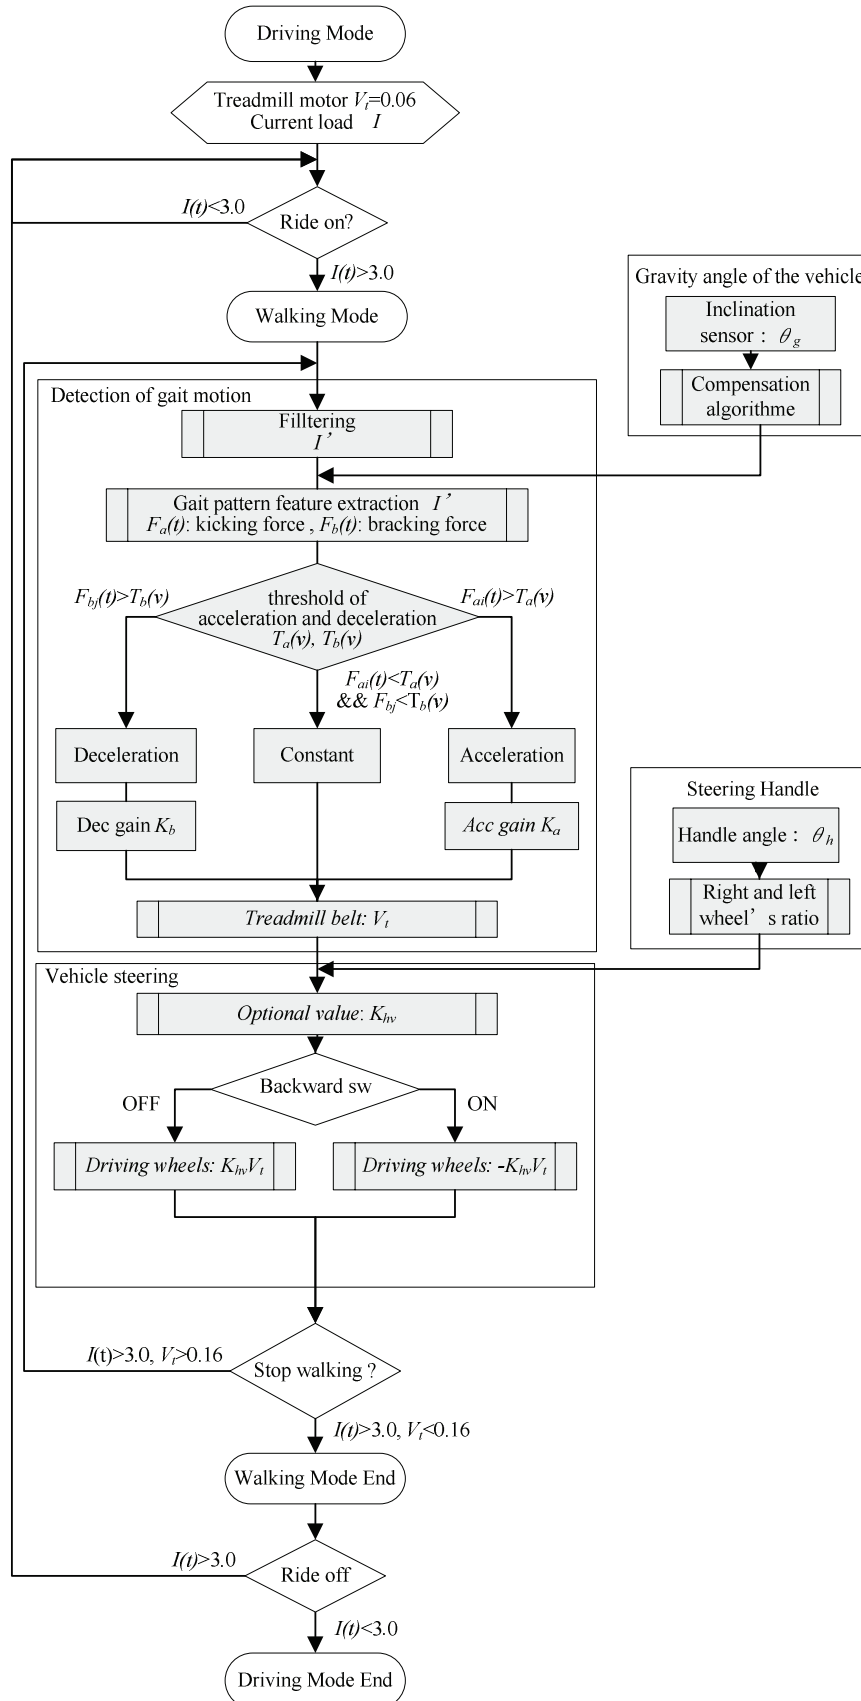 Driving Mode
Treadmill motor Vt=0.06
Current load I
I(t)<3.0
Ride on?
I(t)>3.0
Walking Mode
Gravity angle of the vehicle
Inclination
sensor : θg
Compensation
algorithme
Detection of gait motion
Filltering
I’
Gait pattern feature extraction I’
Fa(t): kicking force , Fb(t): bracking force
Fbj(t)>Tb(v)
threshold of
acceleration and deceleration
Ta(v), Tb(v)
Fai(t)>Ta(v)
Fai(t)<Ta(v)
&& Fbj<Tb(v)
Deceleration
Constant
Acceleration
Dec gain Kb
Acc gain Ka
Treadmill belt: Vt
Steering Handle
Handle angle : θh
Right and left
wheel’ s ratio
Vehicle steering
Optional value: Khv
Backward sw
OFF
ON
Driving wheels: KhvVt
Driving wheels: -KhvVt
I(t)>3.0, Vt>0.16
Stop walking ?
I(t)>3.0, Vt<0.16
Walking Mode End
I(t)>3.0
Ride off
I(t)<3.0
Driving Mode End